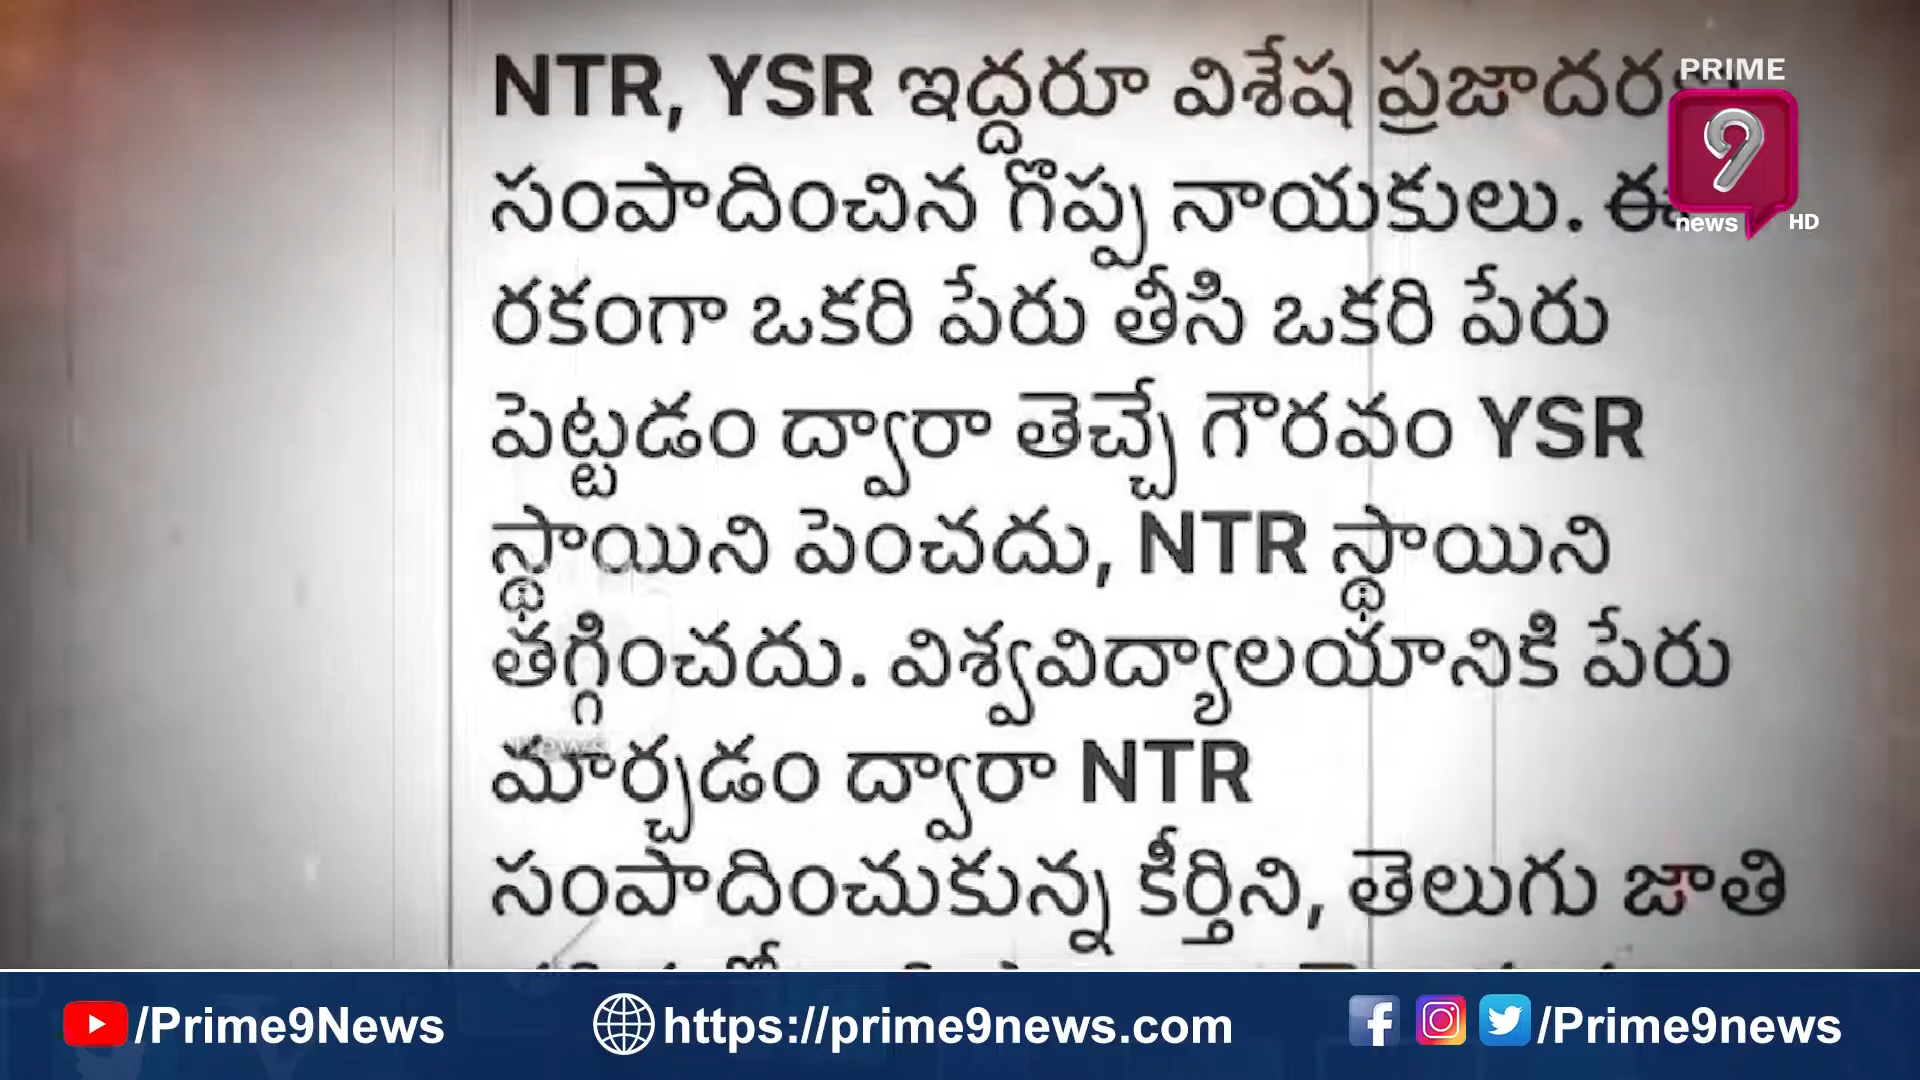 NTR, YSR ఇద్దరూ విశేష ప్రజాదరణ
సంపాదించిన గొప్ప నాయకులు. ఈ
రకంగా ఒకరి పేరు తీసి ఒకరి పేరు
పెట్టడం ద్వారా తెచ్చే గౌరవం YSR
స్థాయిని పెంచదు, NTR స్థాయిని
తగ్గించదు. విశ్వవిద్యాలయానికి పేరు
మార్చడం ద్వారా NTR
సంపాదించుకున్న కీర్తిని, తెలుగు జాతి
PRIME
9
news HD
/Prime9News
https://prime9news.com
/Prime9news